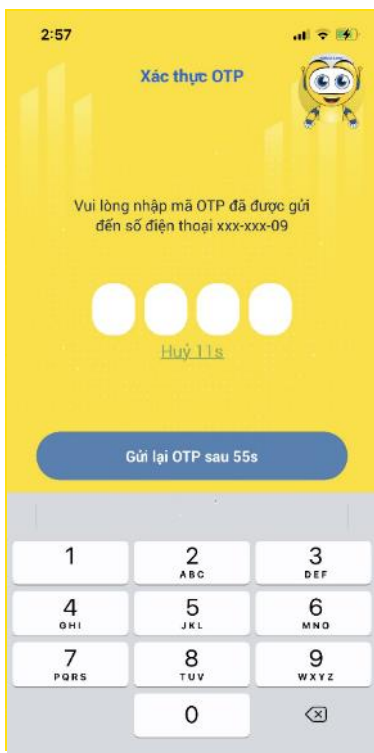 2:57
Xác thực OTP
Vui lòng nhập mã OTP đã được gửi
đến số điện thoại xxx-xxx-09
Huỷ 11s
Gửi lại OTP sau 55s
1 2 3
ABC DEF
4 5 6
GHI JKL MNO
7 8 9
PQRS TUV WXYZ
0